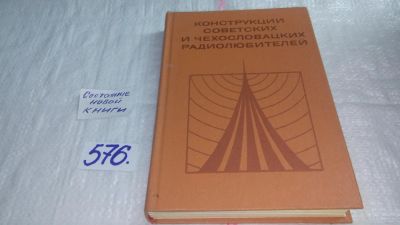 КОНСТРУКЦИИ
СОВЕТСКИХ
И ЧЕХОСЛОВАЦКИХ
РАДИОЛЮБИТЕЛЕЙ
Состояние
новой
книги
576.